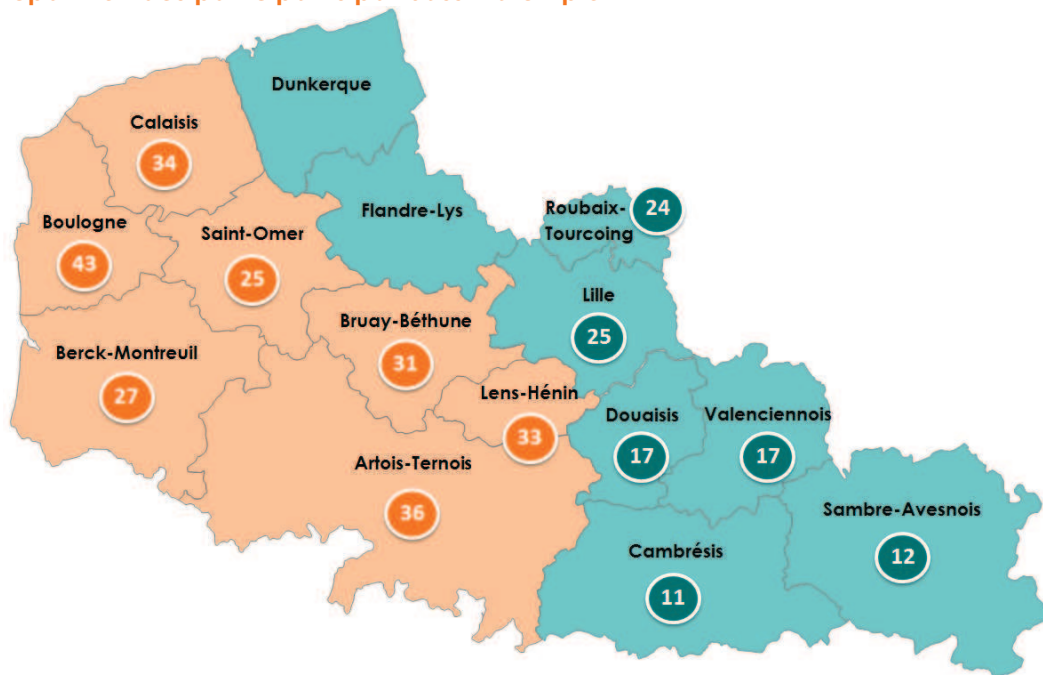 Dunkerque
Calaisis
34
Flandre-Lys
Roubaix-
Tourcoing
24
Boulogne
43
Saint-Omer
25
Lille
25
Bruay-Béthune
31
Berck-Montreuil
27
Lens-Hénin
33
Douaisis
17
Valenciennois
17
Artois-Ternois
36
Sambre-Avesnois
12
Cambrésis
11